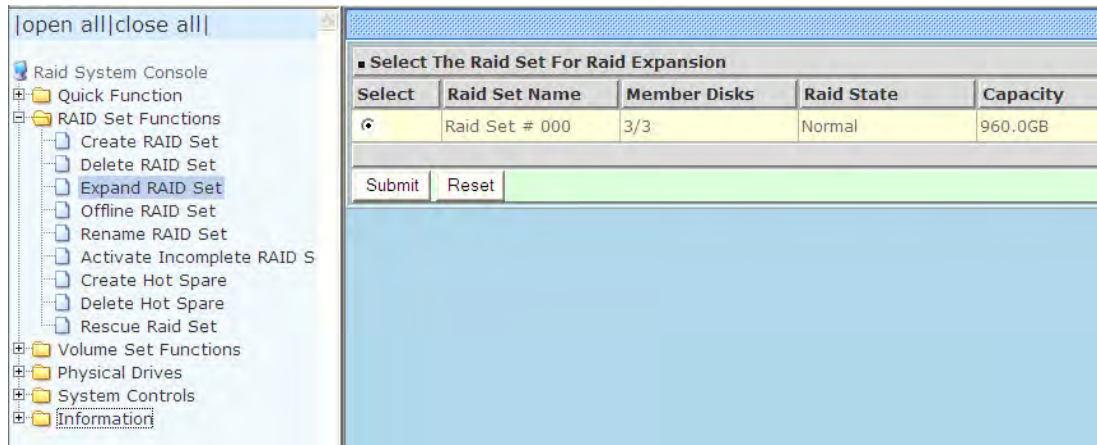 |open all|close all|
Raid System Console
Quick Function
RAID Set Functions
Create RAID Set
Delete RAID Set
Expand RAID Set
Offline RAID Set
Rename RAID Set
Activate Incomplete RAID S
Create Hot Spare
Delete Hot Spare
Rescue Raid Set
Volume Set Functions
Physical Drives
System Controls
Information
Select The Raid Set For Raid Expansion
Select Raid Set Name Member Disks Raid State Capacity
Raid Set # 000 3/3 Normal 960.0GB
Submit Reset